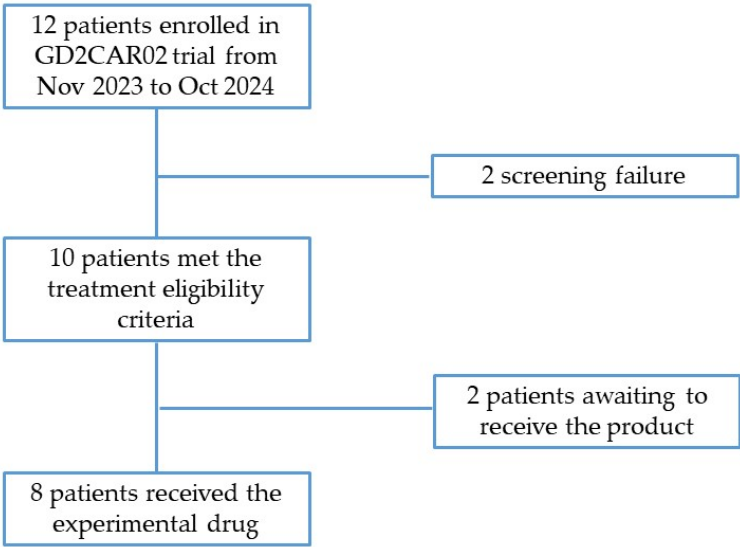 12 patients enrolled in
GD2CAR02 trial from
Nov 2023 to Oct 2024
2 screening failure
10 patients met the
treatment eligibility
criteria
2 patients awaiting to
receive the product
8 patients received the
experimental drug